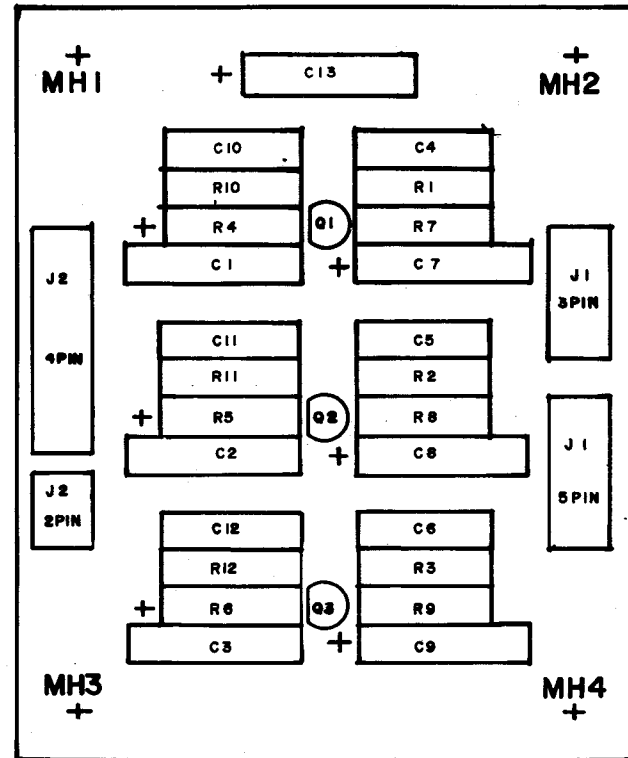 MH1 + C13 MH2
C10 C4
R10 R1
+ R4 Q1 R7
C1 + C7
J2 4PIN
J1 3PIN
C11 C5
R11 R2
+ R5 Q2 R8
C2 + C8
J2 2PIN
J1 5PIN
C12 C6
R12 R3
+ R6 Q3 R9
C3 + C9
MH3 MH4